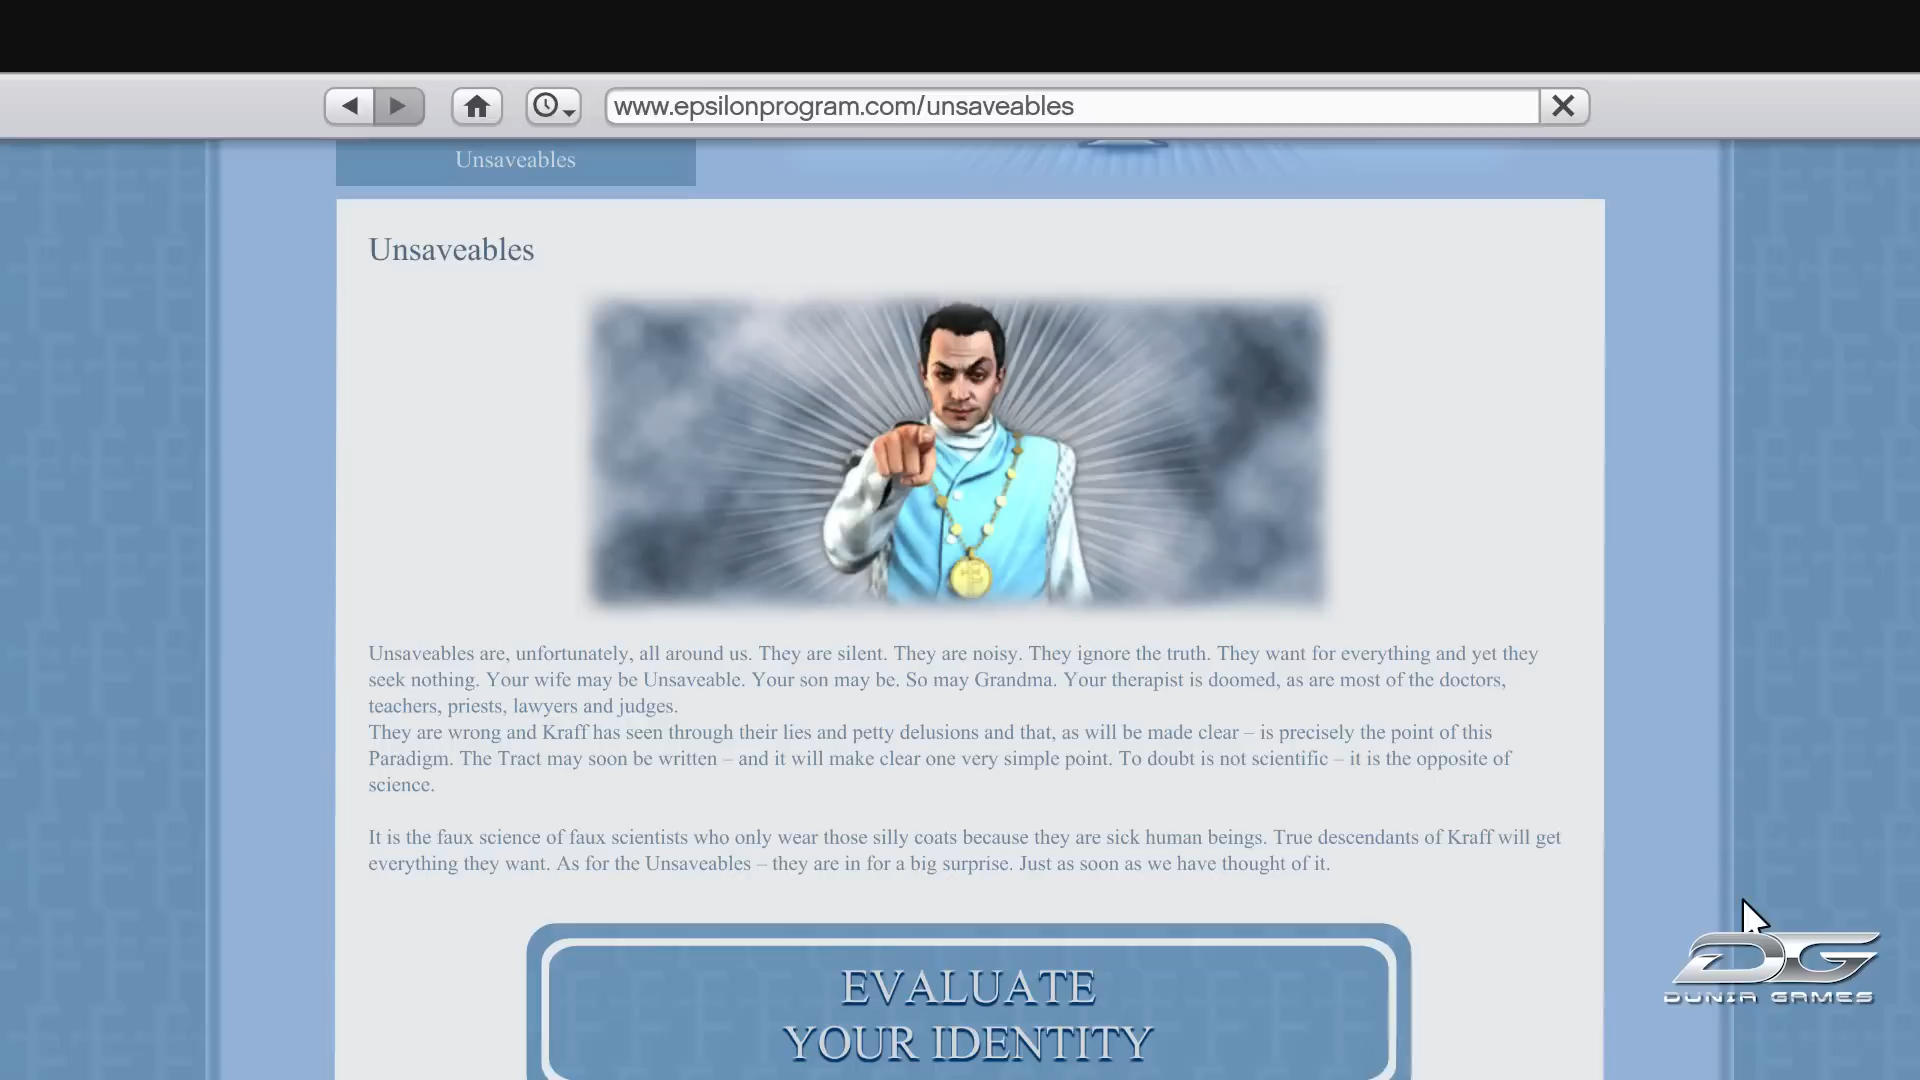 www.epsilonprogram.com/unsaveables
Unsaveables
Unsaveables
Unsaveables are, unfortunately, all around us. They are silent. They are noisy. They ignore the truth. They want for everything and yet they
seek nothing. Your wife may be Unsaveable. Your son may be. So may Grandma. Your therapist is doomed, as are most of the doctors,
teachers, priests, lawyers and judges.
They are wrong and Kraff has seen through their lies and petty delusions and that, as will be made clear – is precisely the point of this
Paradigm. The Tract may soon be written – and it will make clear one very simple point. To doubt is not scientific – it is the opposite of
science.
It is the faux science of faux scientists who only wear those silly coats because they are sick human beings. True descendants of Kraff will get
everything they want. As for the Unsaveables – they are in for a big surprise. Just as soon as we have thought of it.
EVALUATE
YOUR IDENTITY
DG
DUNIA GAMES